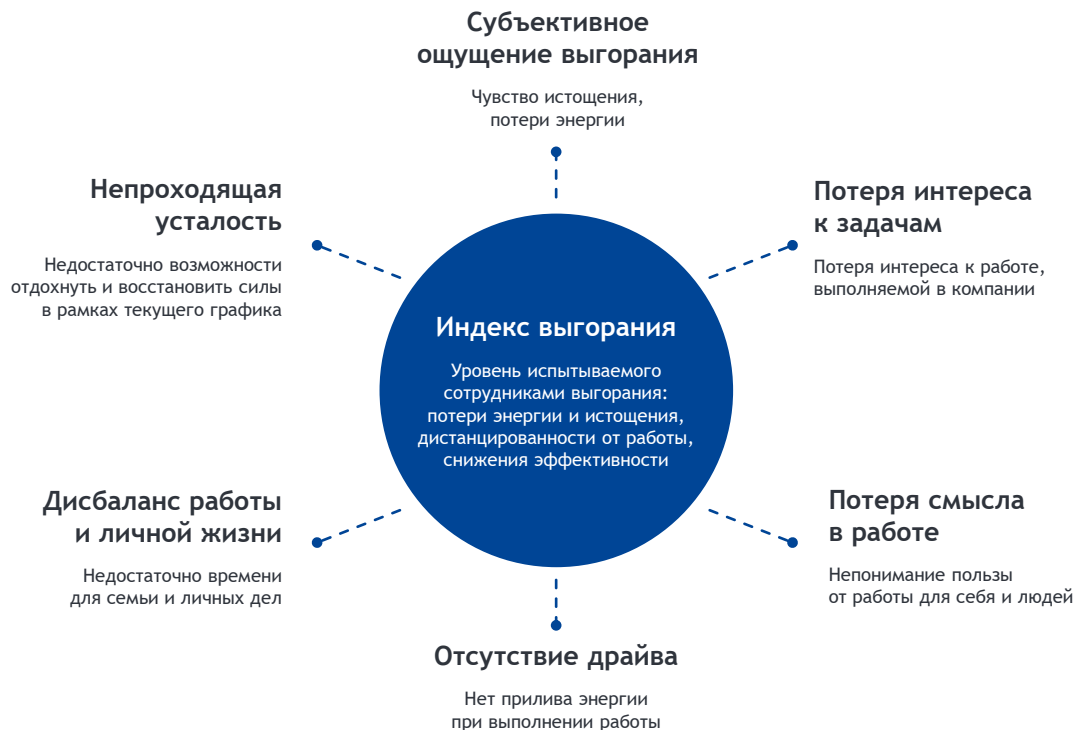 Субъективное
ощущение выгорания
Чувство истощения,
потери энергии
Непроходящая
усталость
Недостаточно возможности
отдохнуть и восстановить силы
в рамках текущего графика
Потеря интереса
к задачам
Потеря интереса к работе,
выполняемой в компании
Индекс выгорания
Уровень испытываемого
сотрудниками выгорания:
потери энергии и истощения,
дистанцированности от работы,
снижения эффективности
Дисбаланс работы
и личной жизни
Недостаточно времени
для семьи и личных дел
Потеря смысла
в работе
Непонимание пользы
от работы для себя и людей
Отсутствие драйва
Нет прилива энергии
при выполнении работы